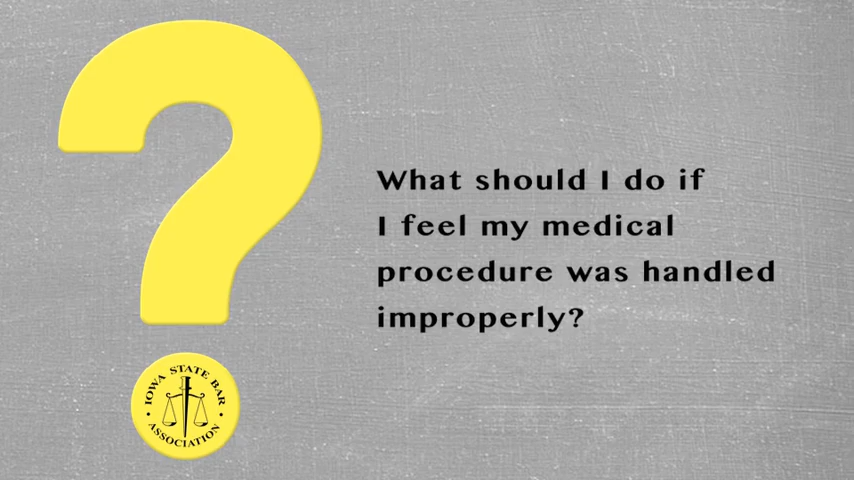 What should I do if
I feel my medical
procedure was handled
improperly?
IOWA STATE BAR
ASSOCIATION